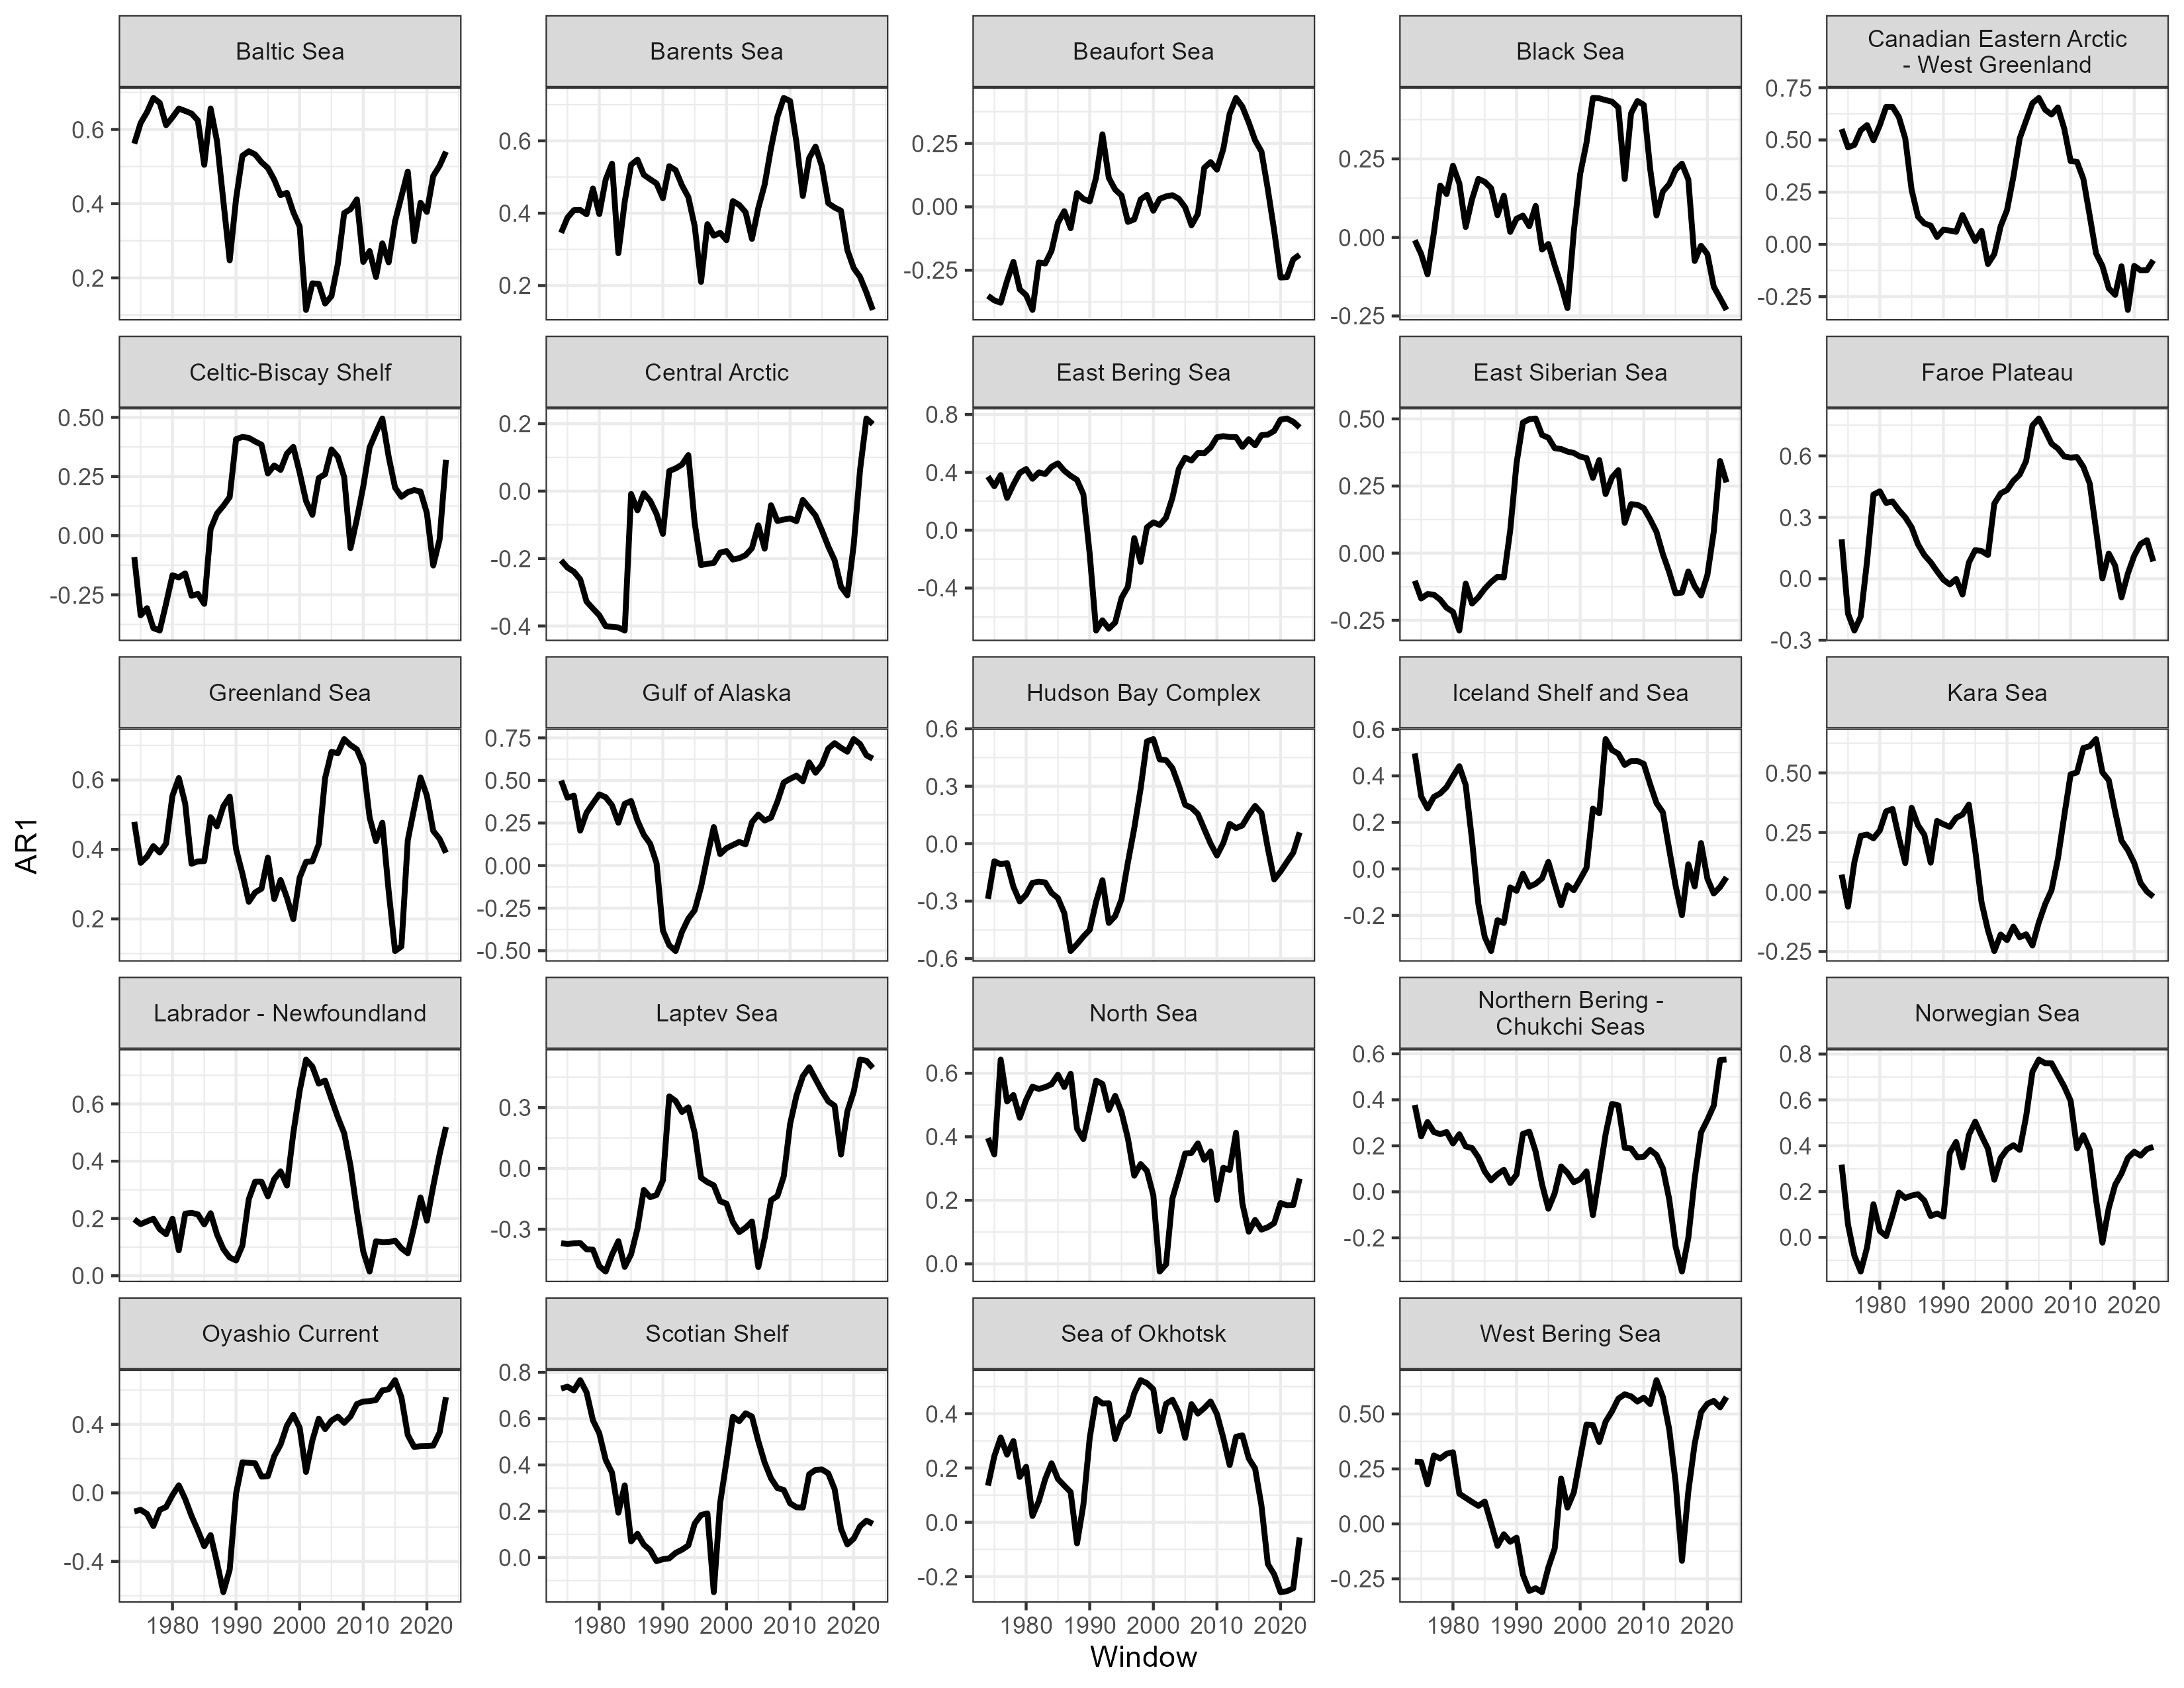 Baltic Sea
Barents Sea
Beaufort Sea
Black Sea
Canadian Eastern Arctic
- West Greenland
0.6
0.4
0.2
0.6
0.4
0.2
0.25
0.00
-0.25
0.25
0.00
-0.25
0.75
0.50
0.25
0.00
-0.25
Celtic-Biscay Shelf
Central Arctic
East Bering Sea
East Siberian Sea
Faroe Plateau
0.50
0.25
0.00
-0.25
0.2
0.0
-0.2
-0.4
0.8
0.4
0.0
-0.4
0.50
0.25
0.00
-0.25
0.6
0.3
0.0
-0.3
Greenland Sea
Gulf of Alaska
Hudson Bay Complex
Iceland Shelf and Sea
Kara Sea
0.6
0.4
0.2
0.75
0.50
0.25
0.00
-0.25
-0.50
0.6
0.3
0.0
-0.3
-0.6
0.6
0.4
0.2
0.0
-0.2
0.50
0.25
0.00
-0.25
AR1
Labrador - Newfoundland
Laptev Sea
North Sea
Northern Bering -
Chukchi Seas
Norwegian Sea
0.6
0.4
0.2
0.0
0.3
0.0
-0.3
0.6
0.4
0.2
0.0
0.6
0.4
0.2
0.0
-0.2
0.8
0.6
0.4
0.2
0.0
1980 1990 2000 2010 2020
Oyashio Current
Scotian Shelf
Sea of Okhotsk
West Bering Sea
0.4
0.0
-0.4
0.8
0.6
0.4
0.2
0.0
0.4
0.2
0.0
-0.2
0.50
0.25
0.00
-0.25
1980 1990 2000 2010 2020
1980 1990 2000 2010 2020
1980 1990 2000 2010 2020
1980 1990 2000 2010 2020
Window